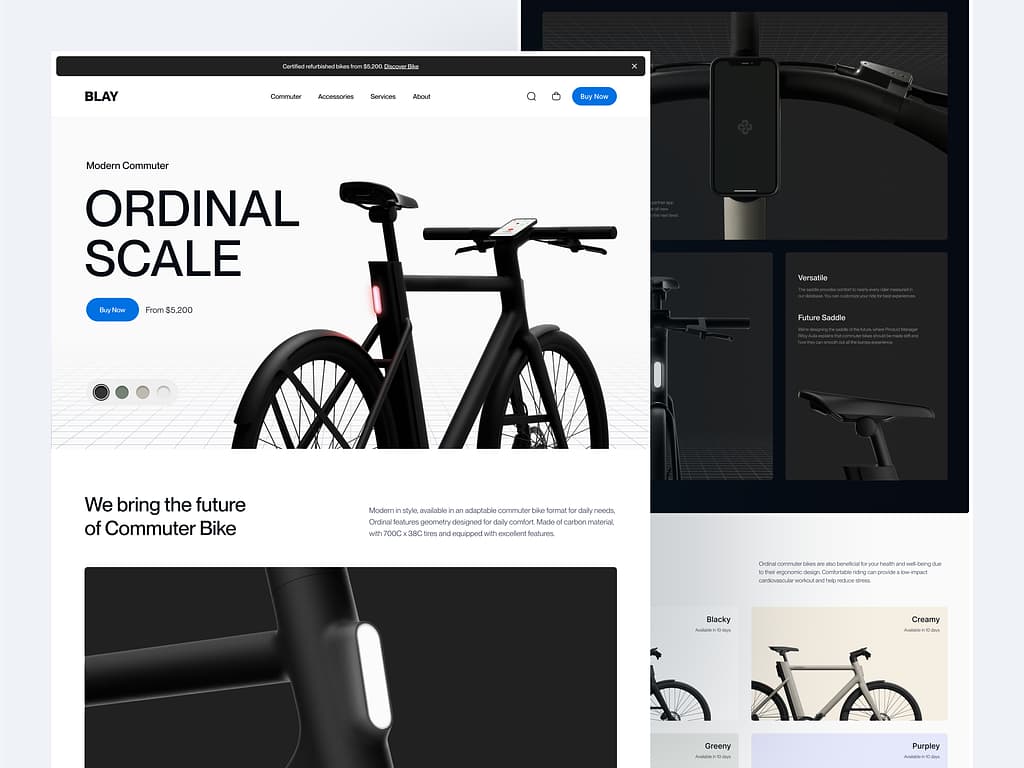 Certified refurbished bikes from $5,200. Discover Bike
BLAY
Commuter
Accessories
Services
About
Buy Now
Modern Commuter
ORDINAL
SCALE
Buy Now
From $5,200
We bring the future
of Commuter Bike
Modern in style, available in an adaptable commuter bike format for daily needs,
Ordinal features geometry designed for daily comfort. Made of carbon material,
with 700C x 38C tires and equipped with excellent features.
partner app
the next level.
Versatile
The saddle provides comfort to nearly every rider measured in
our database. You can customize your ride for best experiences.
Future Saddle
We're designing the saddle of the future, where Product Manager
explains that commuter bikes should be made stiff and
how they can smooth out all the bumps experience.
Ordinal commuter bikes are also beneficial for your health and well-being due
to their ergonomic design. Comfortable riding can provide a low-impact
cardiovascular workout and help reduce stress.
Blacky
Available in 10 days
Creamy
Available in 10 days
Greeny
Available in 10 days
Purpley
Available in 10 days